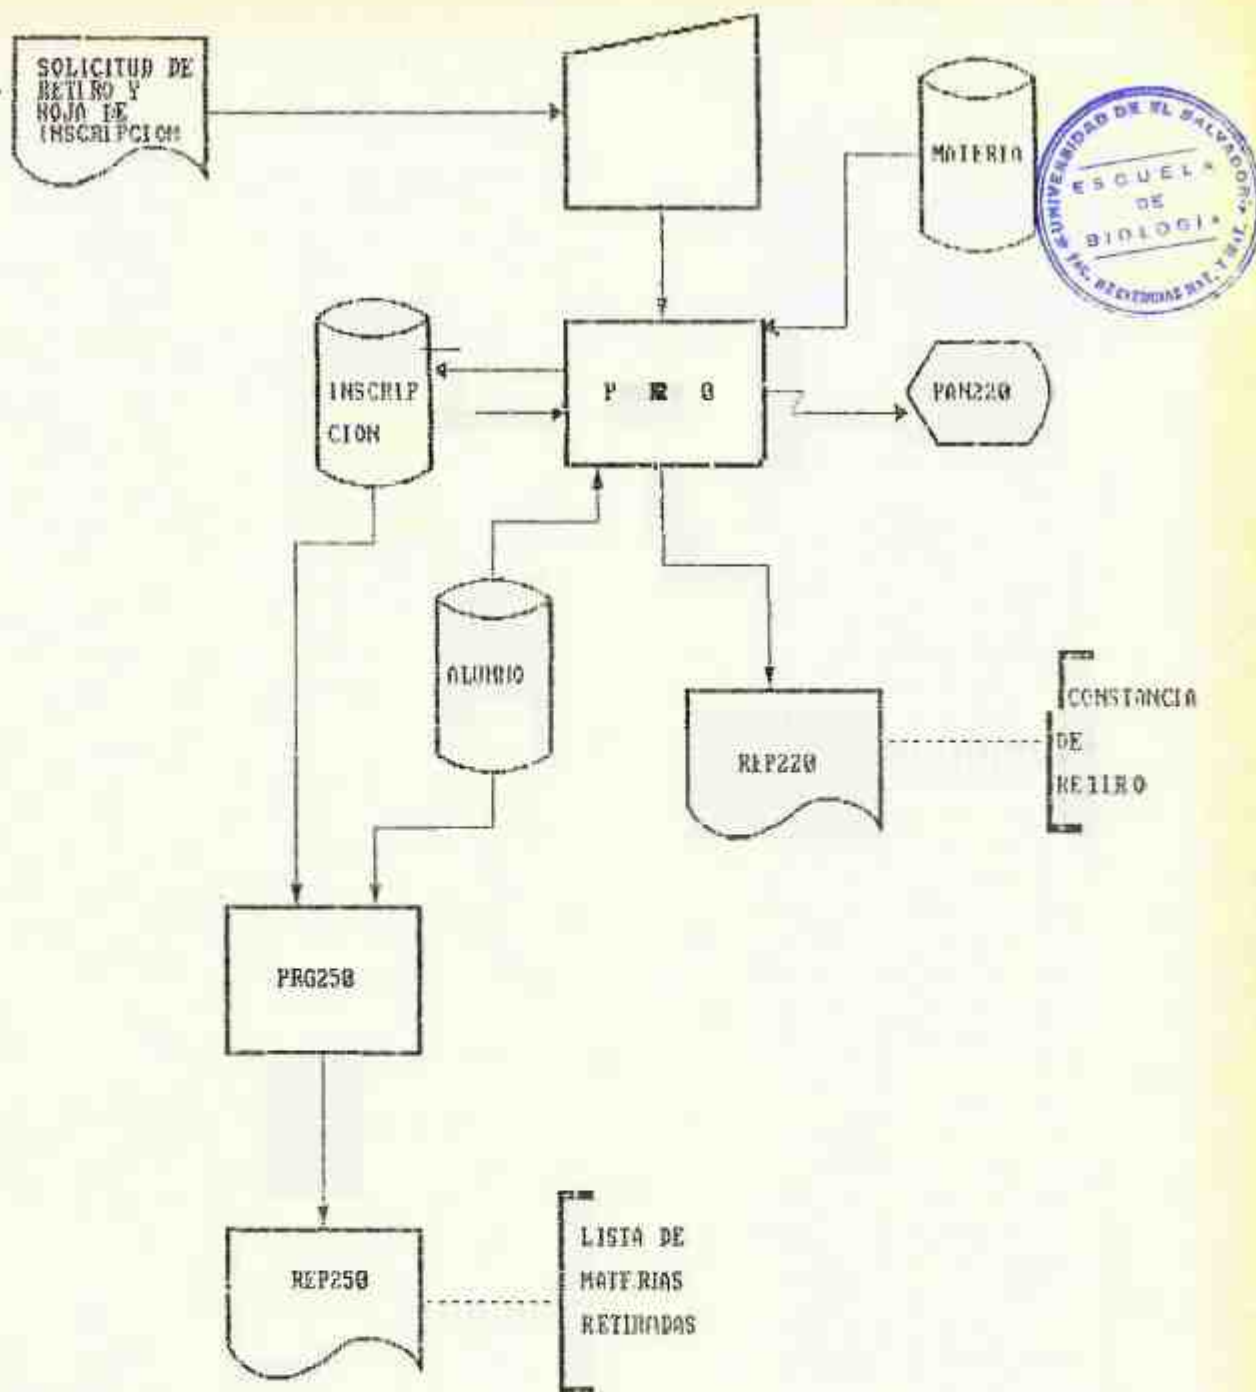 SOLICITUD DE
RETIRO Y
HOJA DE
INSCRIPCION
MATERIA
UNIVERSIDAD DE EL SALVADOR
ESCUELA
DE
BIOLOGIA
INSCRIP
CION
P R 0
PAN220
ALUMNO
REP220
CONSTANCIA
DE
RETIRO
PRG250
REP250
LISTA DE
MATERIAS
RETIRADAS